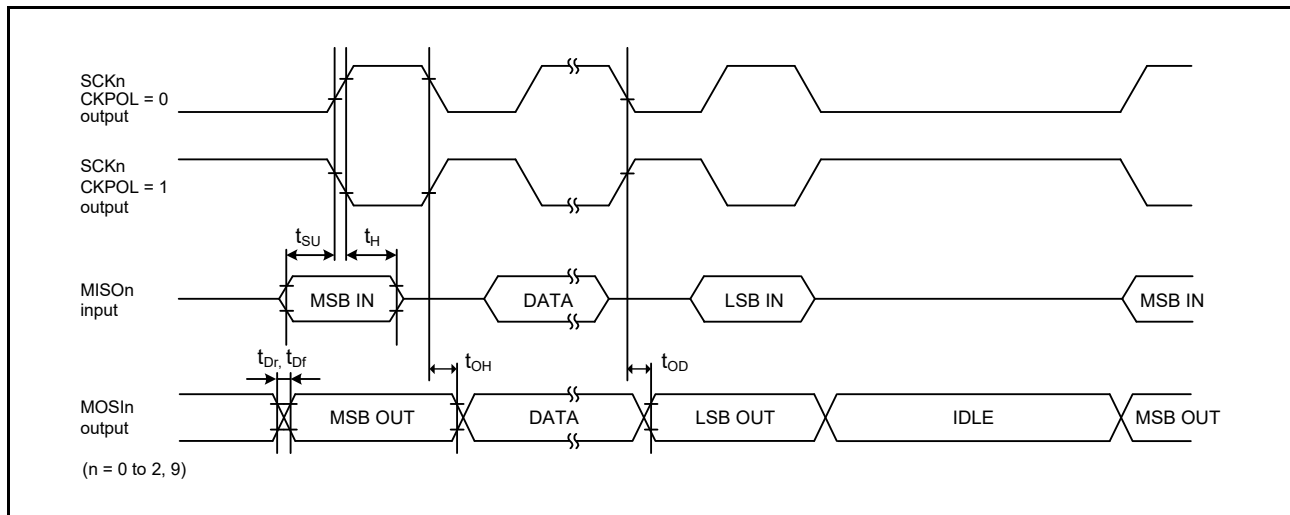 SCKn
CKPOL = 0
output
SCKn
CKPOL = 1
output
tSU
tH
MISOn
input
MSB IN
DATA
LSB IN
MSB IN
tDr, tDf
tOH
tOD
MOSIn
output
MSB OUT
DATA
LSB OUT
IDLE
MSB OUT
(n = 0 to 2, 9)